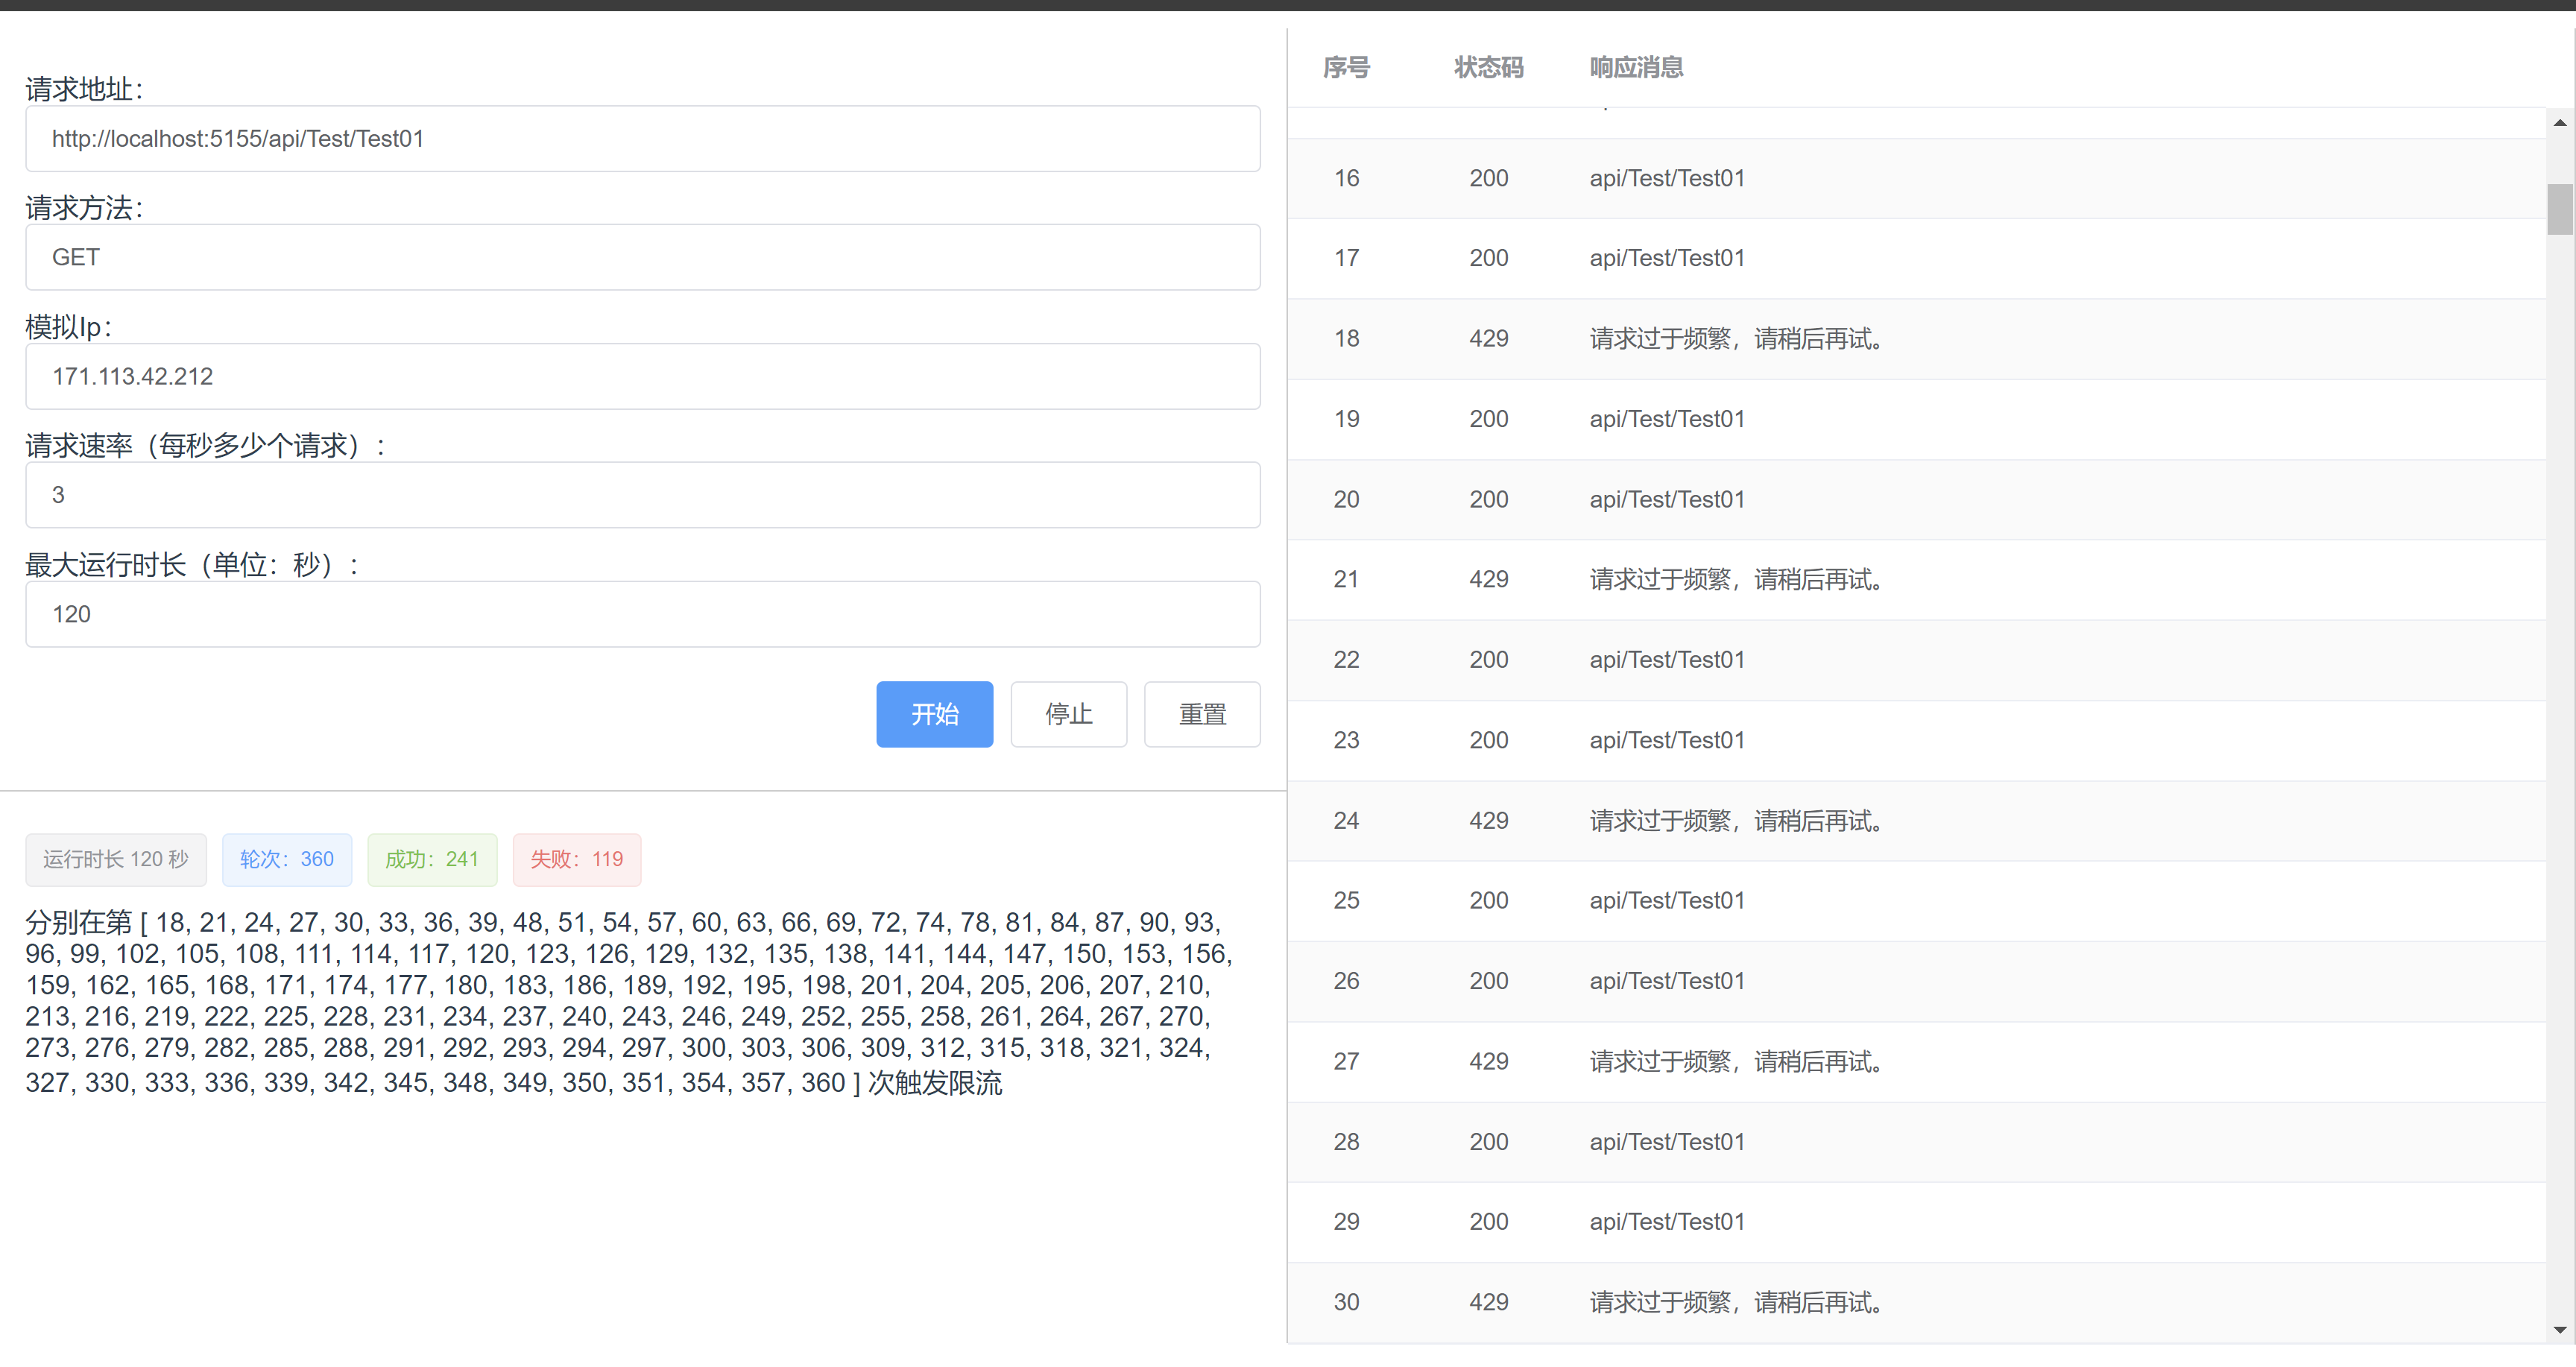 请求地址：
http://localhost:5155/api/Test/Test01
请求方法：
GET
模拟Ip：
171.113.42.212
请求速率（每秒多少个请求）：
3
最大运行时长（单位：秒）：
120
开始 停止 重置
运行时长 120 秒 轮次：360 成功：241 失败：119
分别在第 [ 18, 21, 24, 27, 30, 33, 36, 39, 48, 51, 54, 57, 60, 63, 66, 69, 72, 74, 78, 81, 84, 87, 90, 93,
96, 99, 102, 105, 108, 111, 114, 117, 120, 123, 126, 129, 132, 135, 138, 141, 144, 147, 150, 153, 156,
159, 162, 165, 168, 171, 174, 177, 180, 183, 186, 189, 192, 195, 198, 201, 204, 205, 206, 207, 210,
213, 216, 219, 222, 225, 228, 231, 234, 237, 240, 243, 246, 249, 252, 255, 258, 261, 264, 267, 270,
273, 276, 279, 282, 285, 288, 291, 292, 293, 294, 297, 300, 303, 306, 309, 312, 315, 318, 321, 324,
327, 330, 333, 336, 339, 342, 345, 348, 349, 350, 351, 354, 357, 360 ] 次触发限流
序号 状态码 响应消息
16 200 api/Test/Test01
17 200 api/Test/Test01
18 429 请求过于频繁，请稍后再试。
19 200 api/Test/Test01
20 200 api/Test/Test01
21 429 请求过于频繁，请稍后再试。
22 200 api/Test/Test01
23 200 api/Test/Test01
24 429 请求过于频繁，请稍后再试。
25 200 api/Test/Test01
26 200 api/Test/Test01
27 429 请求过于频繁，请稍后再试。
28 200 api/Test/Test01
29 200 api/Test/Test01
30 429 请求过于频繁，请稍后再试。